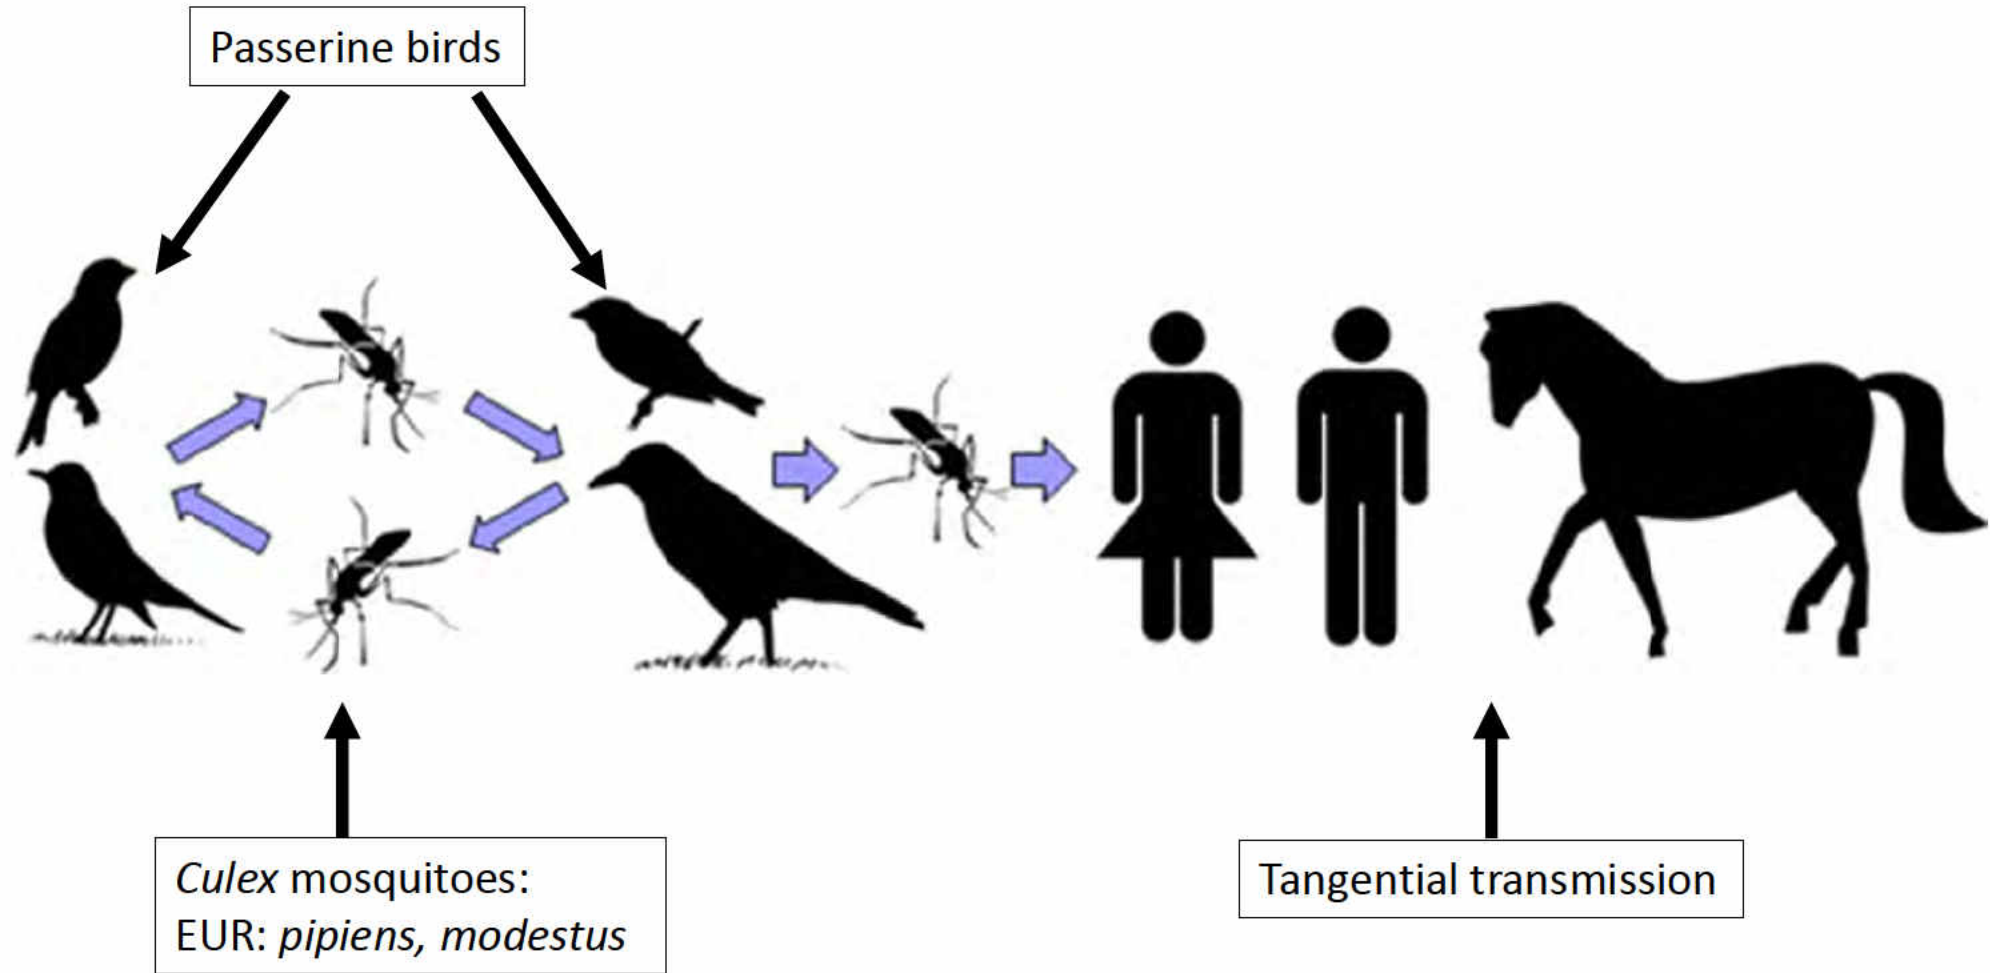 Passerine birds
Culex mosquitoes:
EUR: pipiens, modestus
Tangential transmission